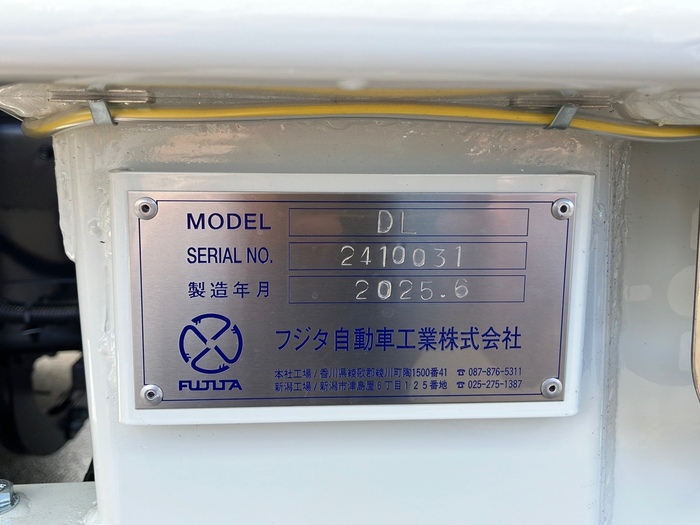 MODEL DL
SERIAL NO. 2410031
製造年月 2025.6
フジタ自動車工業株式会社
FUJITA
本社工場/香川県綾歌郡綾川町陶1500番41 ☎087-876-5311
新潟工場/新潟市津島屋6丁目125番地 ☎025-275-1387